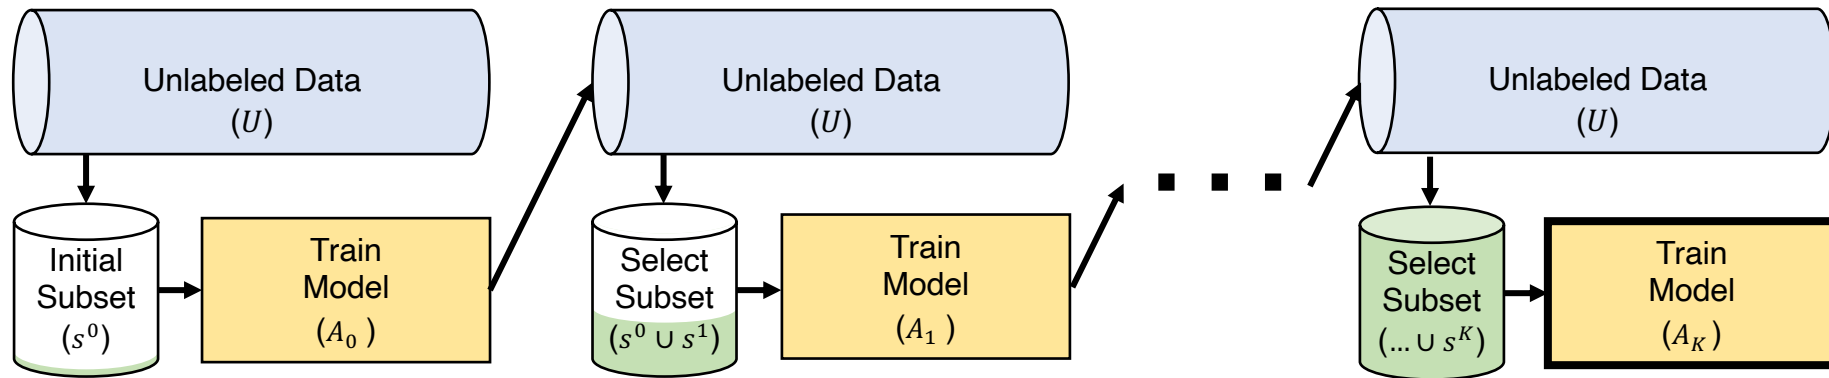 Unlabeled Data
(U)
Unlabeled Data
(U)
Unlabeled Data
(U)
Initial
Subset
(s⁰)
Train
Model
(A₀ )
Select
Subset
(s⁰ ∪ s¹)
Train
Model
(A₁ )
Select
Subset
(... ∪ sᴷ)
Train
Model
(A_K )